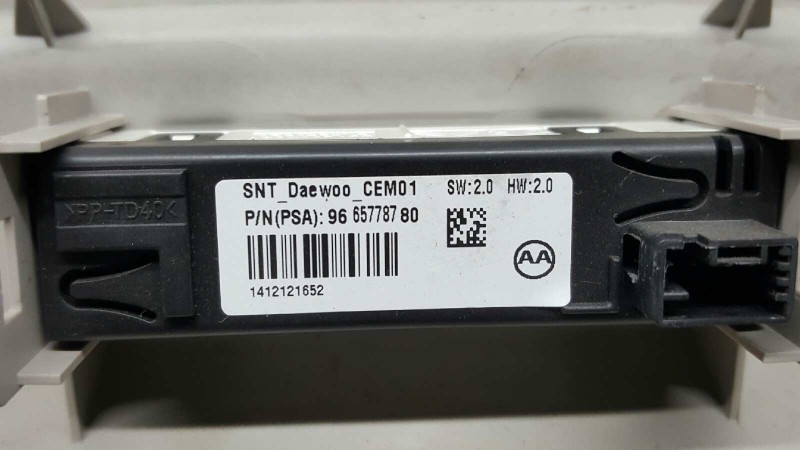 SNT_Daewoo_CEM01 SW:2.0 HW:2.0
P/N(PSA): 96 657787 80
1412121652
AA
>PP-TD40<